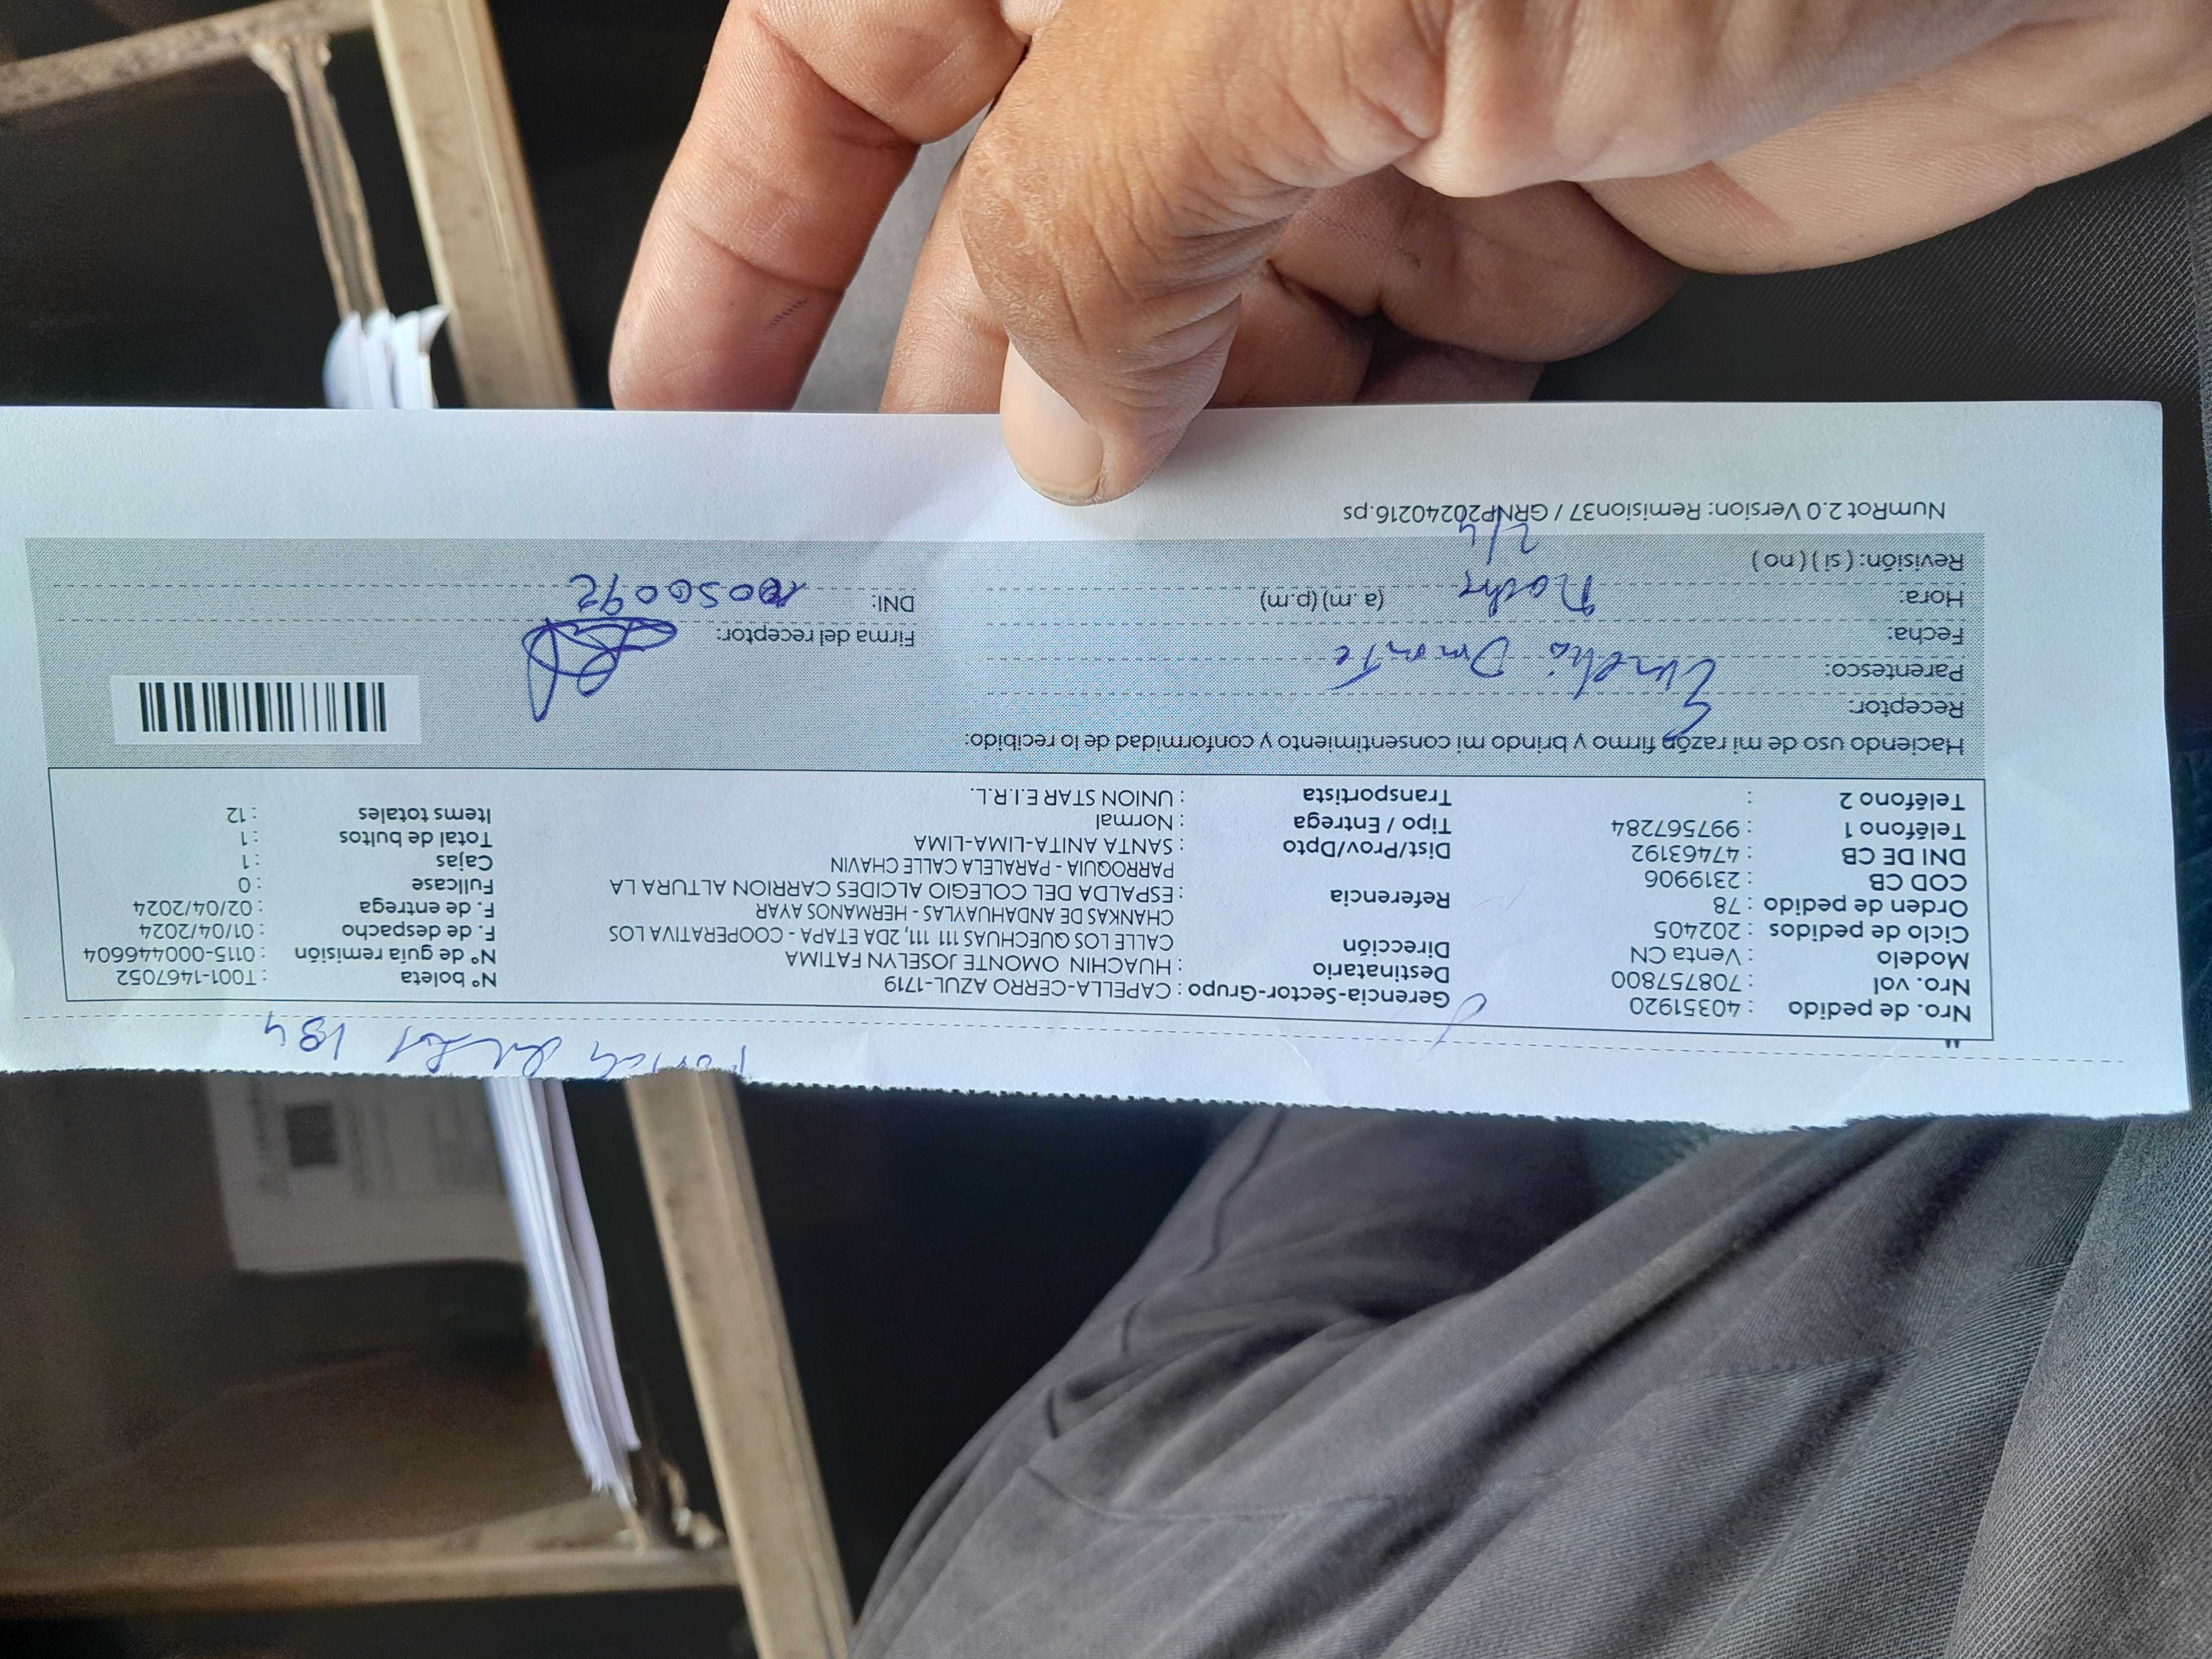 Nro. de pedido : 40351920
Nro. vol. : 708757800
Modelo : Venta CN
Ciclo de pedidos : 202405
Orden de pedido : 78
COD CB : 2319906
DNI DE CB : 47463192
Teléfono 1 : 997567284
Teléfono 2 :
Gerencia-Sector-Grupo : CAPELLA-CERRO AZUL-1719
Destinatario : HUACHIN OMONTE JOSELYN FATIMA
Dirección CALLE LOS QUECHUAS 111 111, 2DA ETAPA - COOPERATIVA LOS
CHANKAS DE ANDAHUAYLAS - HERMANOS AYAR
Referencia : ESPALDA DEL COLEGIO ALCIDES CARRION ALTURA LA
PARROQUIA - PARALELA CALLE CHAVIN
Dist/Prov/Dpto : SANTA ANITA-LIMA-LIMA
Tipo / Entrega : Normal
Transportista : UNION STAR E.I.R.L.
N° boleta : T001-1467052
N° de guía remisión : 0115-000446604
F. de despacho : 01/04/2024
F. de entrega : 02/04/2024
Fullcase : 0
Cajas : 1
Total de bultos : 1
Items totales : 12
Haciendo uso de mi razón firmo y brindo mi consentimiento y conformidad de lo recibido:
Receptor:
Parentesco:
Fecha:
Hora: (a. m) (p.m)
Revisión: ( si ) ( no )
2/4
Firma del receptor:
DNI:
NumRot 2.0 Version: Remision37 / GRNP20240216.ps